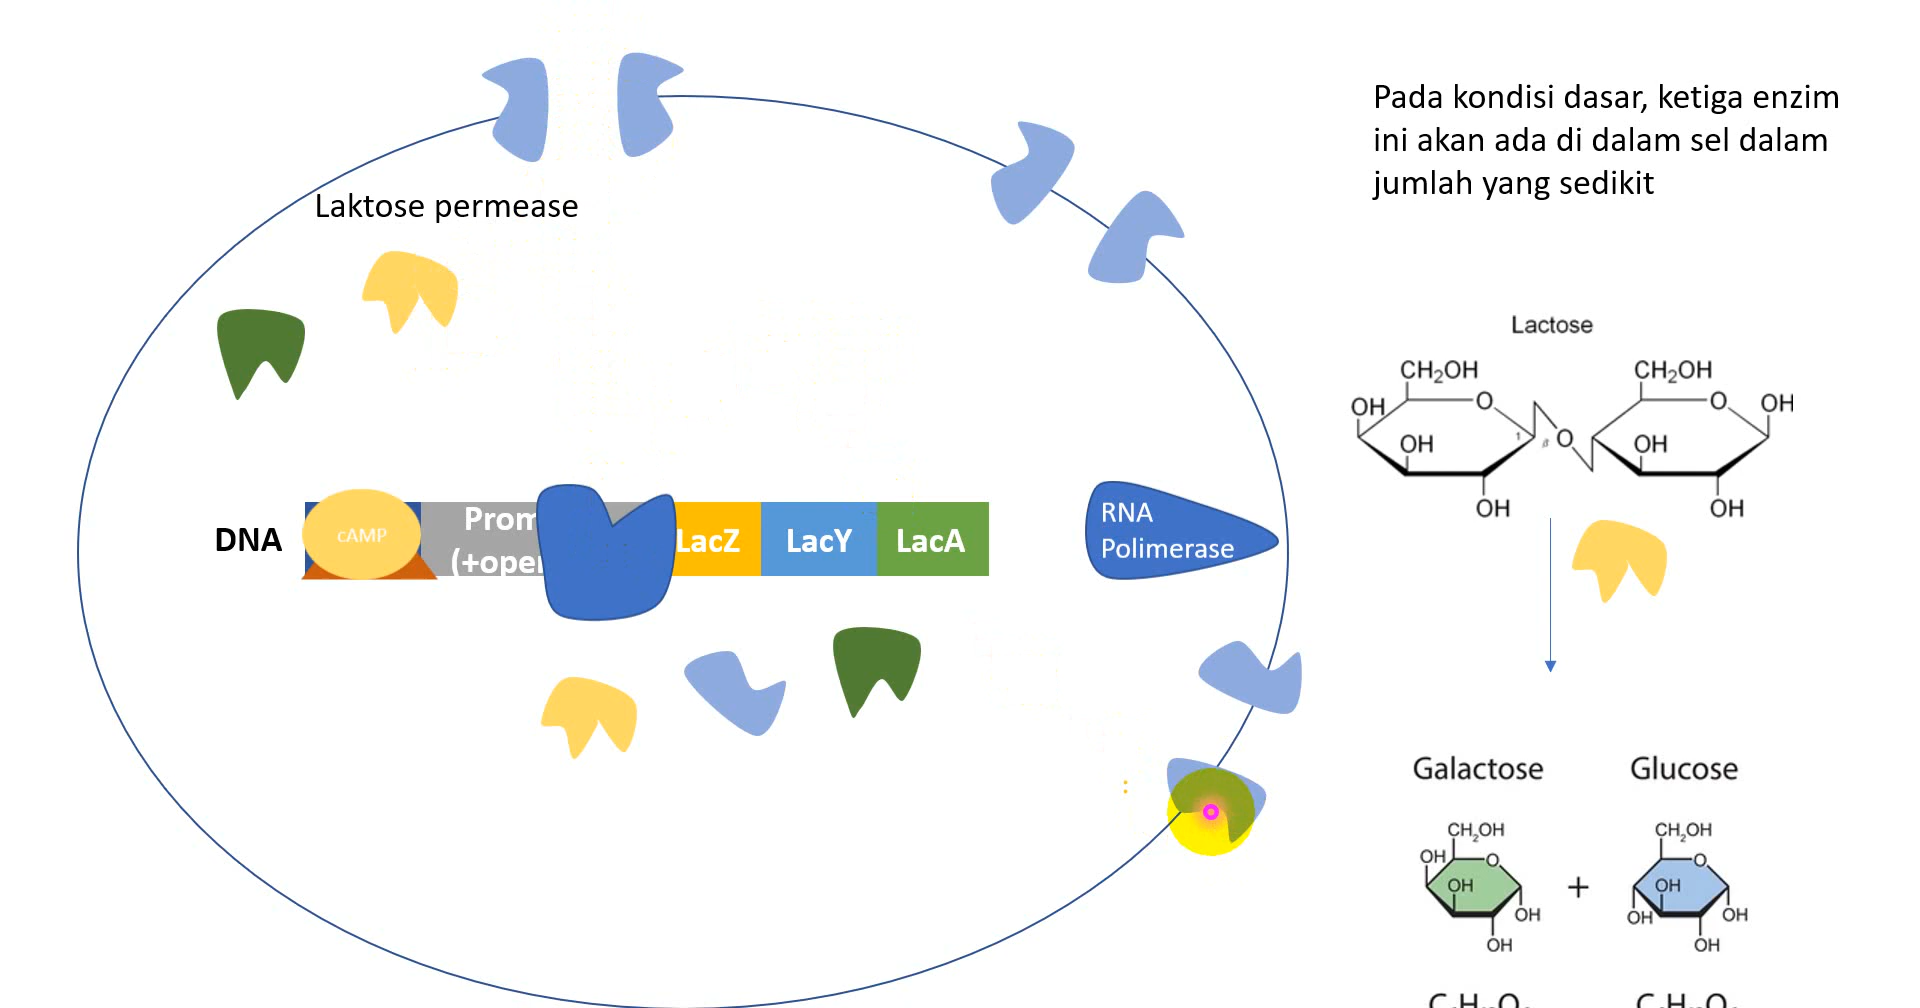 Pada kondisi dasar, ketiga enzim
ini akan ada di dalam sel dalam
jumlah yang sedikit
Laktose permease
Lactose
CH₂OH
CH₂OH
OH
O
O
OH
OH
1
β
O
OH
OH
OH
DNA
cAMP
Prom
(+oper
LacZ
LacY
LacA
RNA
Polimerase
Galactose
Glucose
CH₂OH
CH₂OH
OH
O
O
OH
OH
+
OH
OH
OH
OH
OH